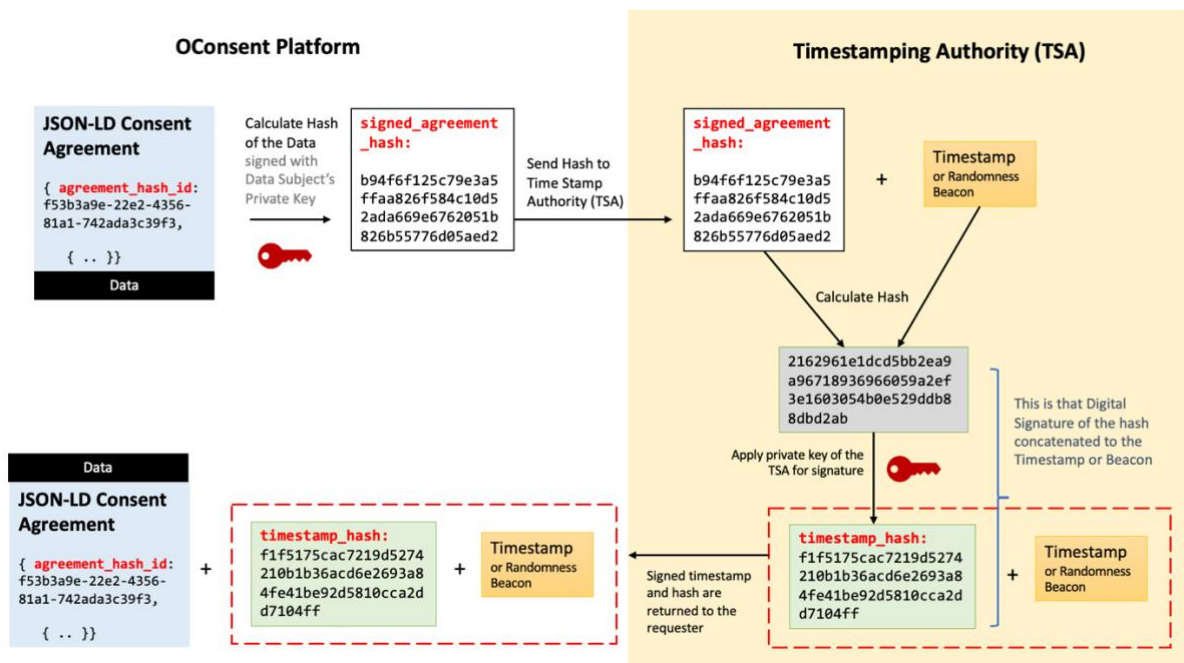 OConsent Platform
Timestamping Authority (TSA)
JSON-LD Consent
Agreement
{ agreement_hash_id:
f53b3a9e-22e2-4356-
81a1-742ada3c39f3,
{ .. }}
Data
Calculate Hash
of the Data
signed with
Data Subject's
Private Key
signed_agreement
_hash:
b94f6f125c79e3a5
ffaa826f584c10d5
2ada669e6762051b
826b55776d05aed2
Send Hash to
Time Stamp
Authority (TSA)
signed_agreement
_hash:
b94f6f125c79e3a5
ffaa826f584c10d5
2ada669e6762051b
826b55776d05aed2
+
Timestamp
or Randomness
Beacon
Calculate Hash
2162961e1dcd5bb2ea9
a96718936966059a2ef
3e1603054b0e529ddb8
8dbd2ab
This is that Digital
Signature of the hash
concatenated to the
Timestamp or Beacon
Apply private key of the
TSA for signature
Data
JSON-LD Consent
Agreement
{ agreement_hash_id:
f53b3a9e-22e2-4356-
81a1-742ada3c39f3,
{ .. }}
+
timestamp_hash:
f1f5175cac7219d5274
210b1b36acd6e2693a8
4fe41be92d5810cca2d
d7104ff
+
Timestamp
or Randomness
Beacon
Signed timestamp
and hash are
returned to the
requester
timestamp_hash:
f1f5175cac7219d5274
210b1b36acd6e2693a8
4fe41be92d5810cca2d
d7104ff
+
Timestamp
or Randomness
Beacon